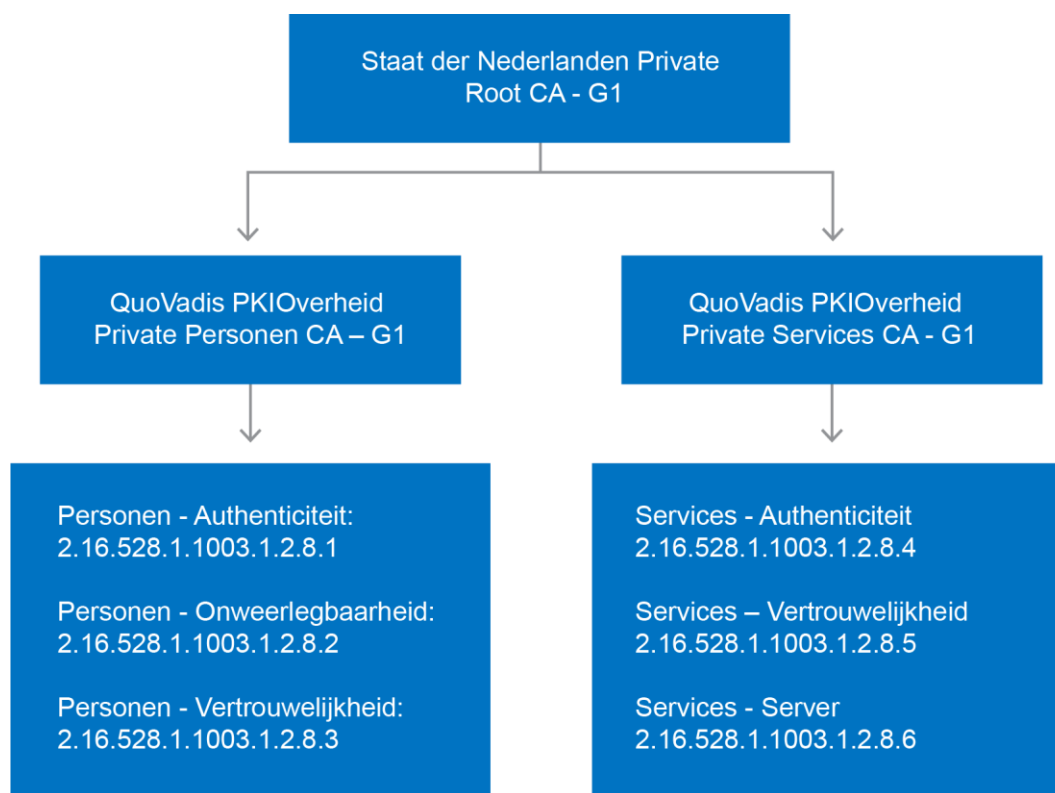 Staat der Nederlanden Private
Root CA - G1
QuoVadis PKIOverheid
Private Personen CA – G1
QuoVadis PKIOverheid
Private Services CA - G1
Personen - Authenticiteit:
2.16.528.1.1003.1.2.8.1
Personen - Onweerlegbaarheid:
2.16.528.1.1003.1.2.8.2
Personen - Vertrouwelijkheid:
2.16.528.1.1003.1.2.8.3
Services - Authenticiteit
2.16.528.1.1003.1.2.8.4
Services – Vertrouwelijkheid
2.16.528.1.1003.1.2.8.5
Services - Server
2.16.528.1.1003.1.2.8.6